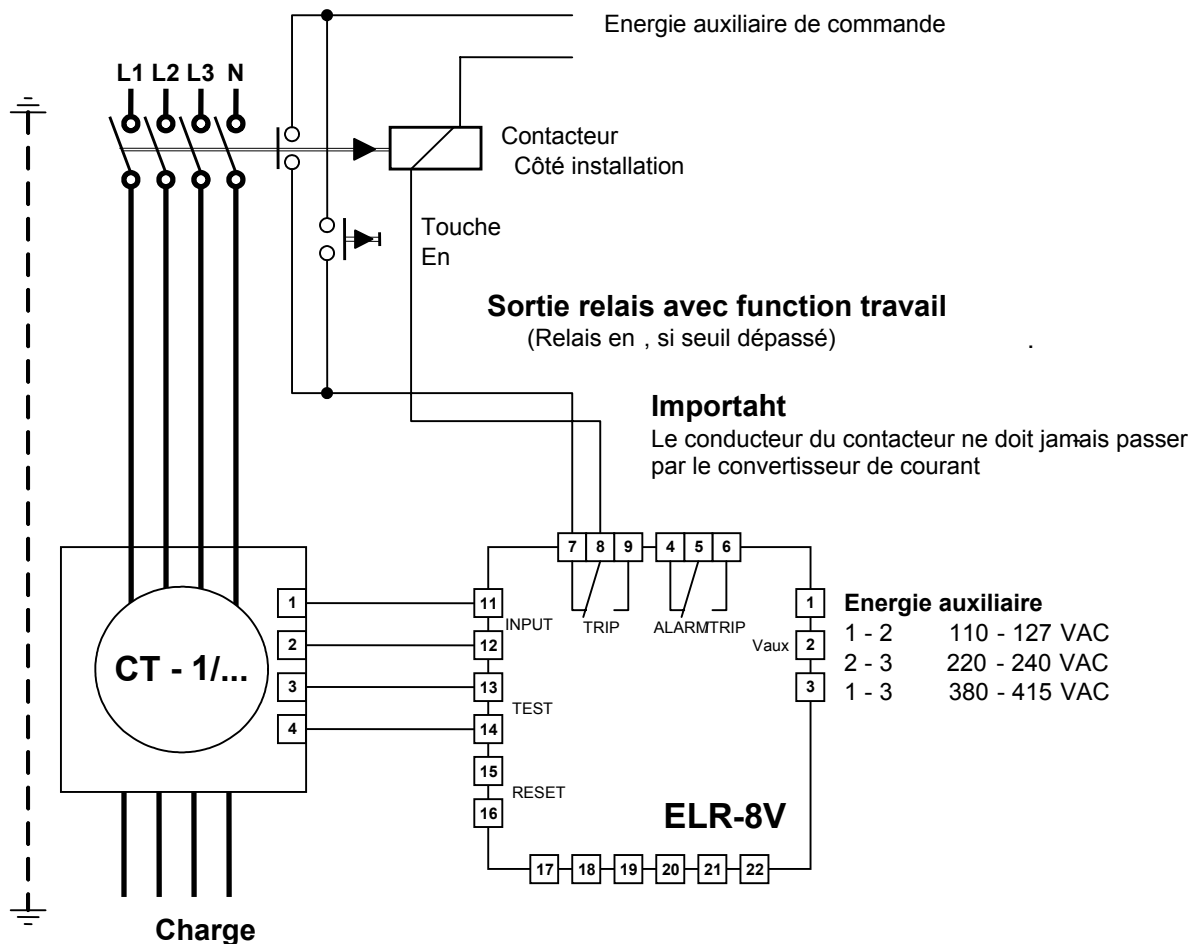 Energie auxiliaire de commande
L1 L2 L3 N
Contacteur
Côté installation
Touche
En
Sortie relais avec function travail
(Relais en , si seuil dépassé) .
Importaht
Le conducteur du contacteur ne doit jamais passer
par le convertisseur de courant
7 8 9 4 5 6
TRIP ALARM TRIP
CT - 1/...
1
2
3
4
11
INPUT
12
13
TEST
14
15
RESET
16
1
Vaux 2
3
Energie auxiliaire
1 - 2 110 - 127 VAC
2 - 3 220 - 240 VAC
1 - 3 380 - 415 VAC
ELR-8V
17 18 19 20 21 22
Charge